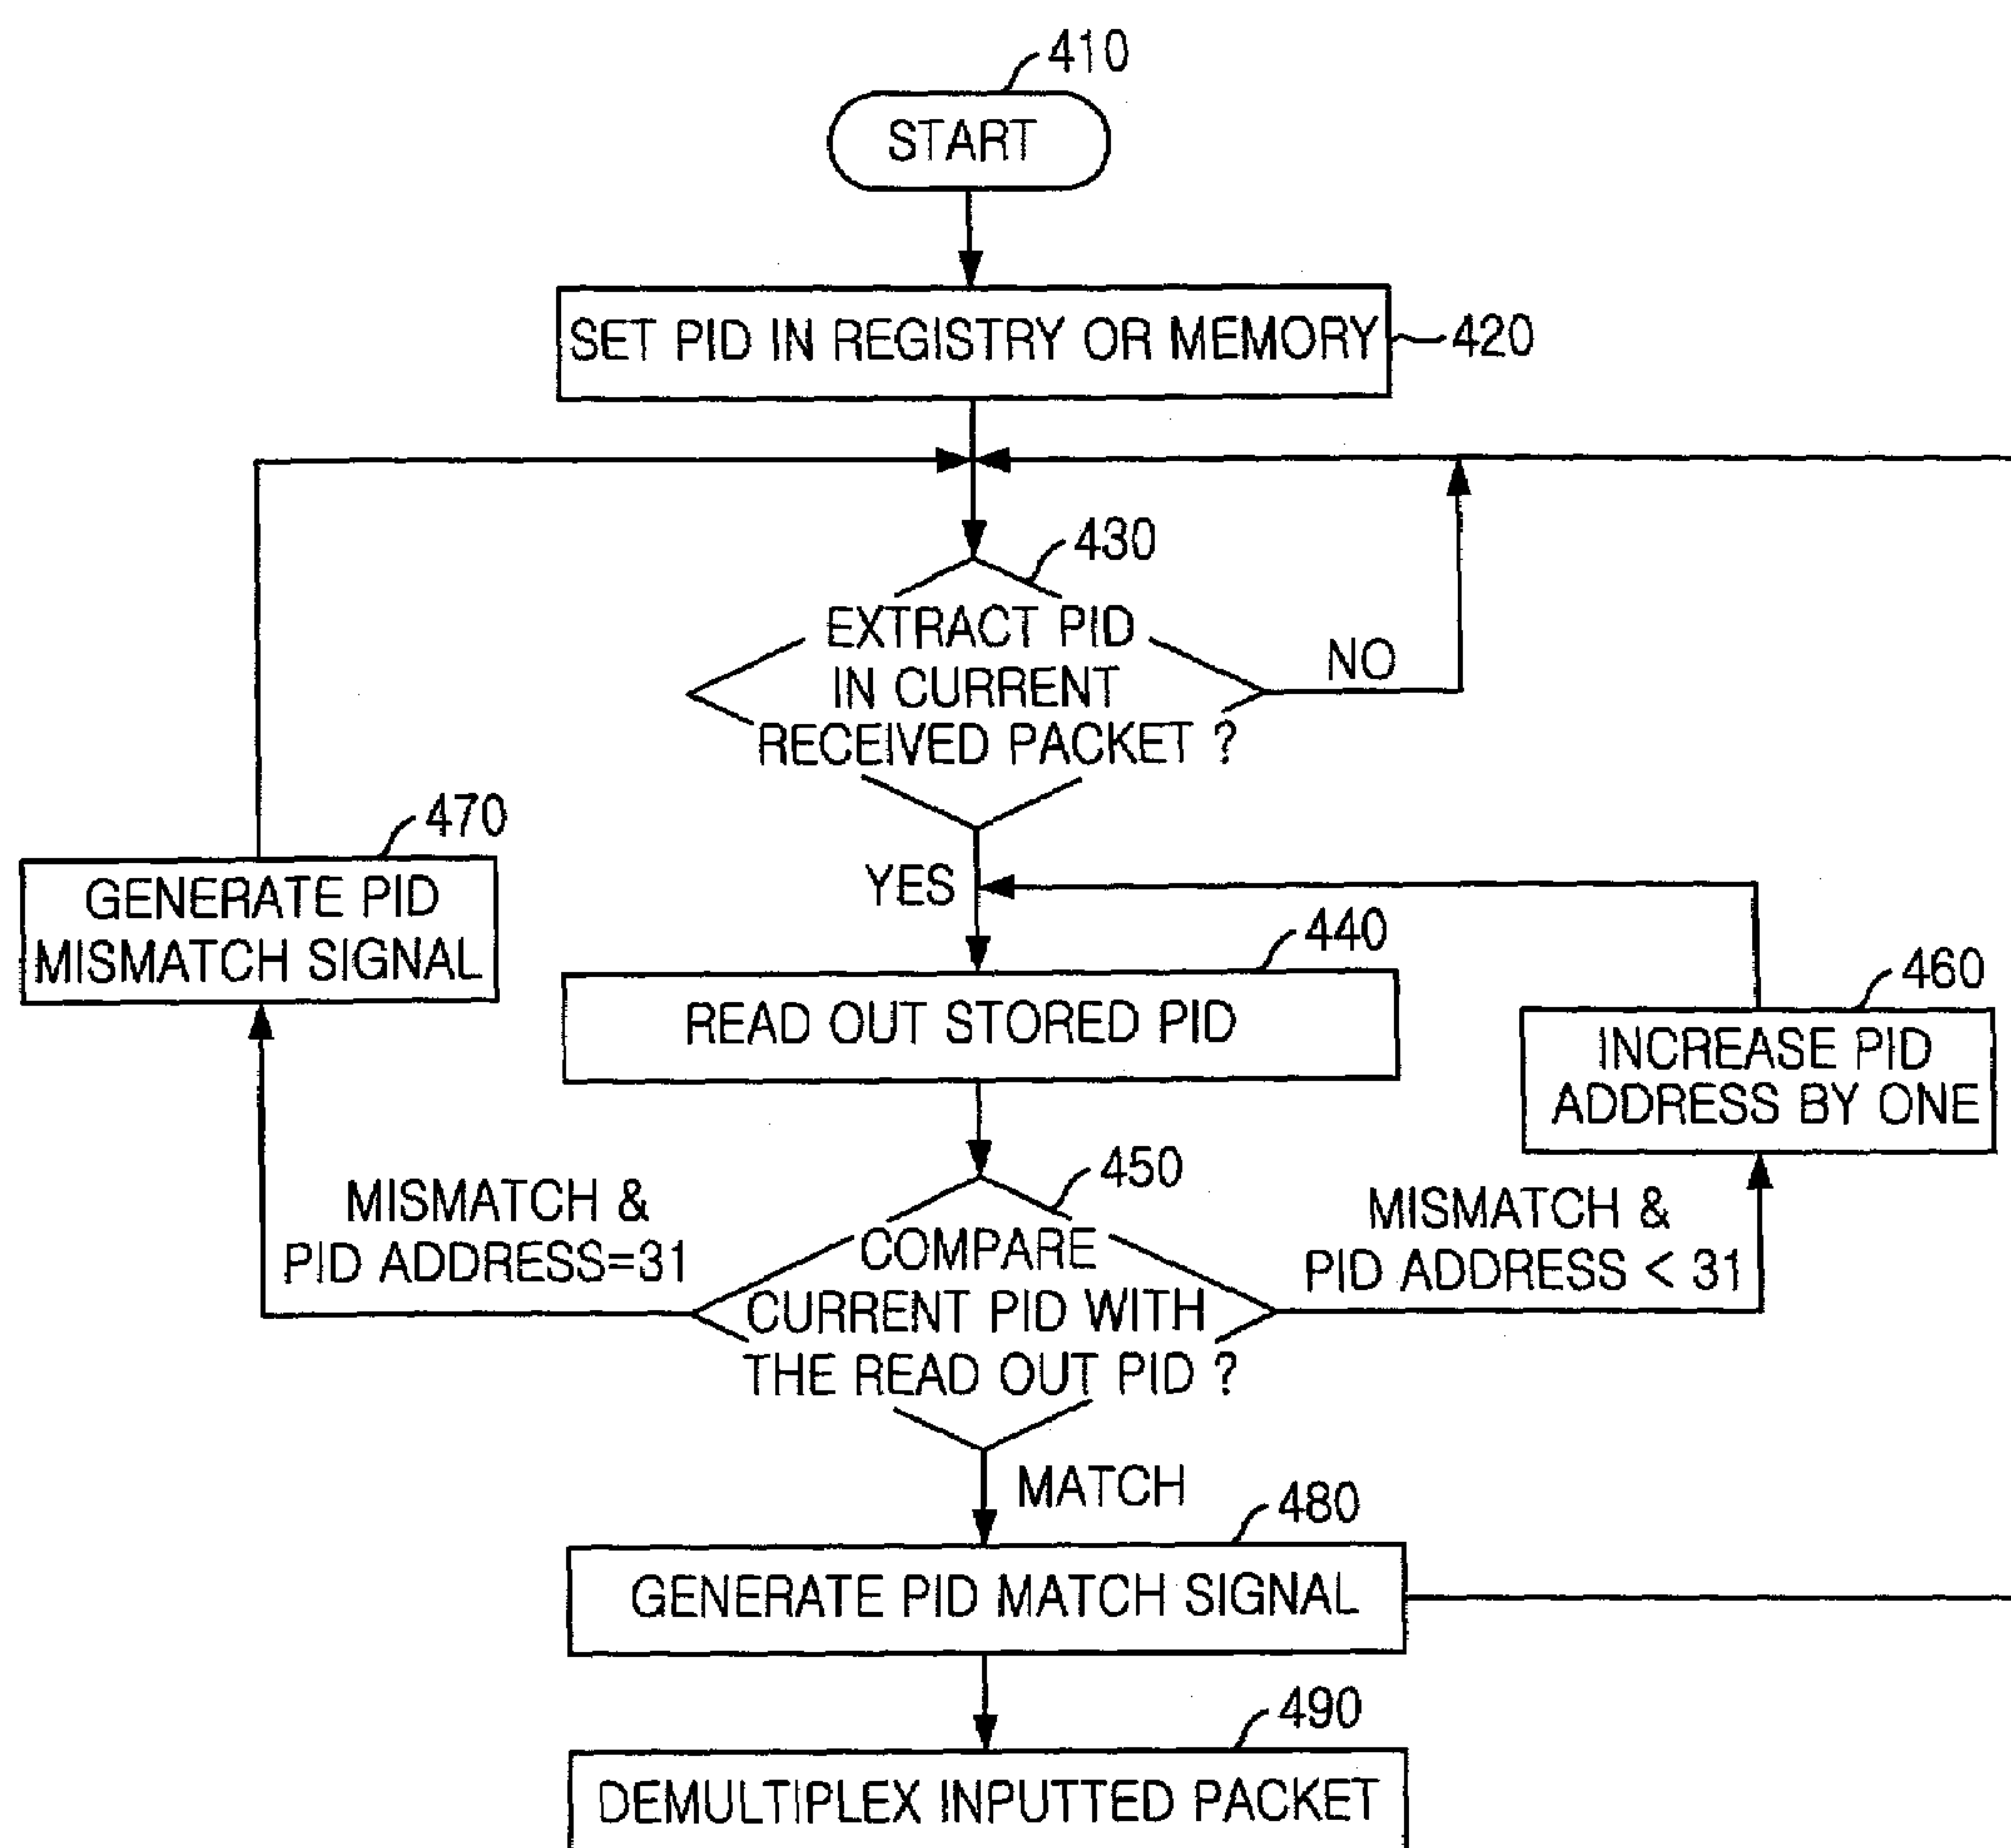 410
START
SET PID IN REGISTRY OR MEMORY
420
430
EXTRACT PID
IN CURRENT
RECEIVED PACKET ?
NO
YES
470
GENERATE PID
MISMATCH SIGNAL
440
READ OUT STORED PID
460
INCREASE PID
ADDRESS BY ONE
450
COMPARE
CURRENT PID WITH
THE READ OUT PID ?
MISMATCH &
PID ADDRESS=31
MISMATCH &
PID ADDRESS < 31
MATCH
480
GENERATE PID MATCH SIGNAL
490
DEMULTIPLEX INPUTTED PACKET